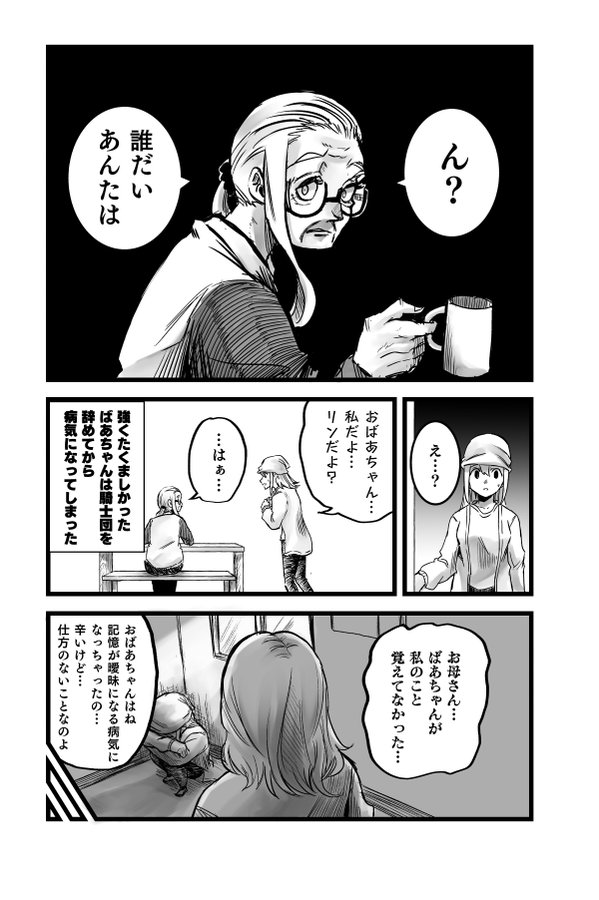 ん？
誰だい
あんたは
え…？
おばあちゃん…
私だよ…
リンだよ？
…はぁ…
強くたくましかった
ばあちゃんは騎士団を
辞めてから
病気になってしまった
お母さん…
ばあちゃんが
私のこと
覚えてなかった…
おばあちゃんはね
記憶が曖昧になる病気に
なっちゃったの…
辛いけど…
仕方のないことなのよ